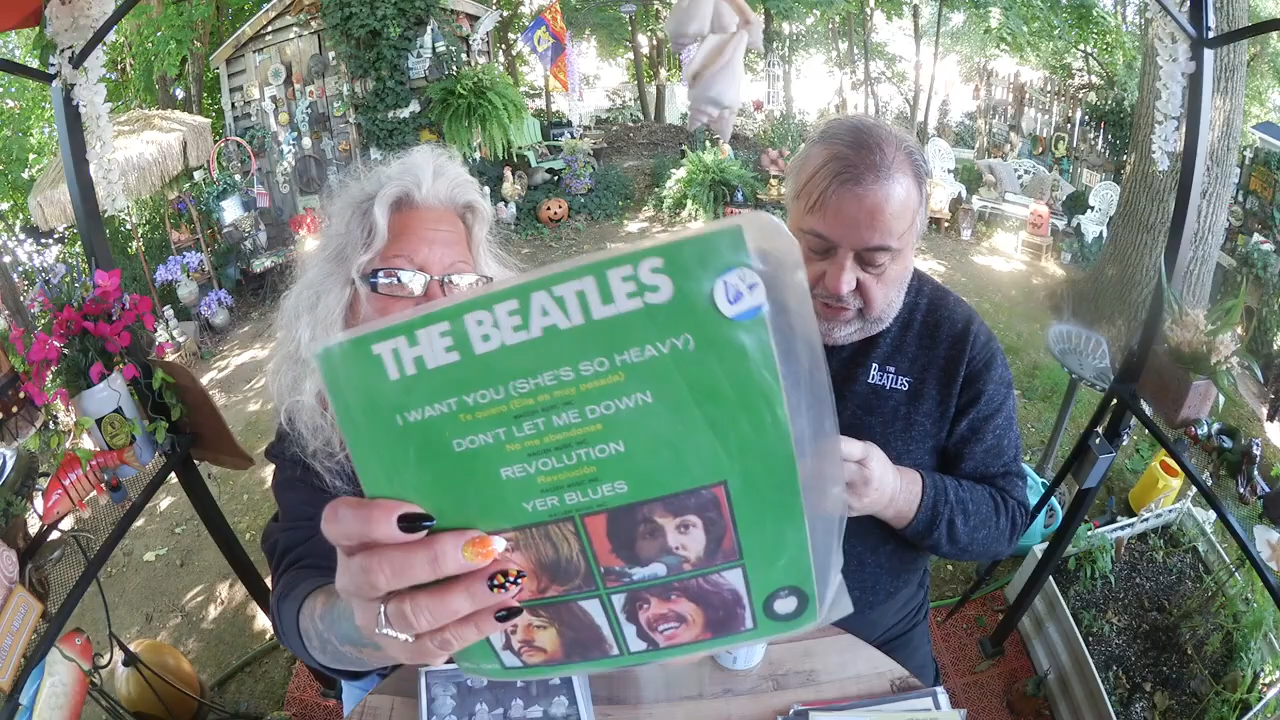 THE BEATLES
I WANT YOU (SHE'S SO HEAVY)
Te quiero (Ella es muy pesada)
DON'T LET ME DOWN
No me abandones
REVOLUTION
Revolución
YER BLUES
THE
BEATLES